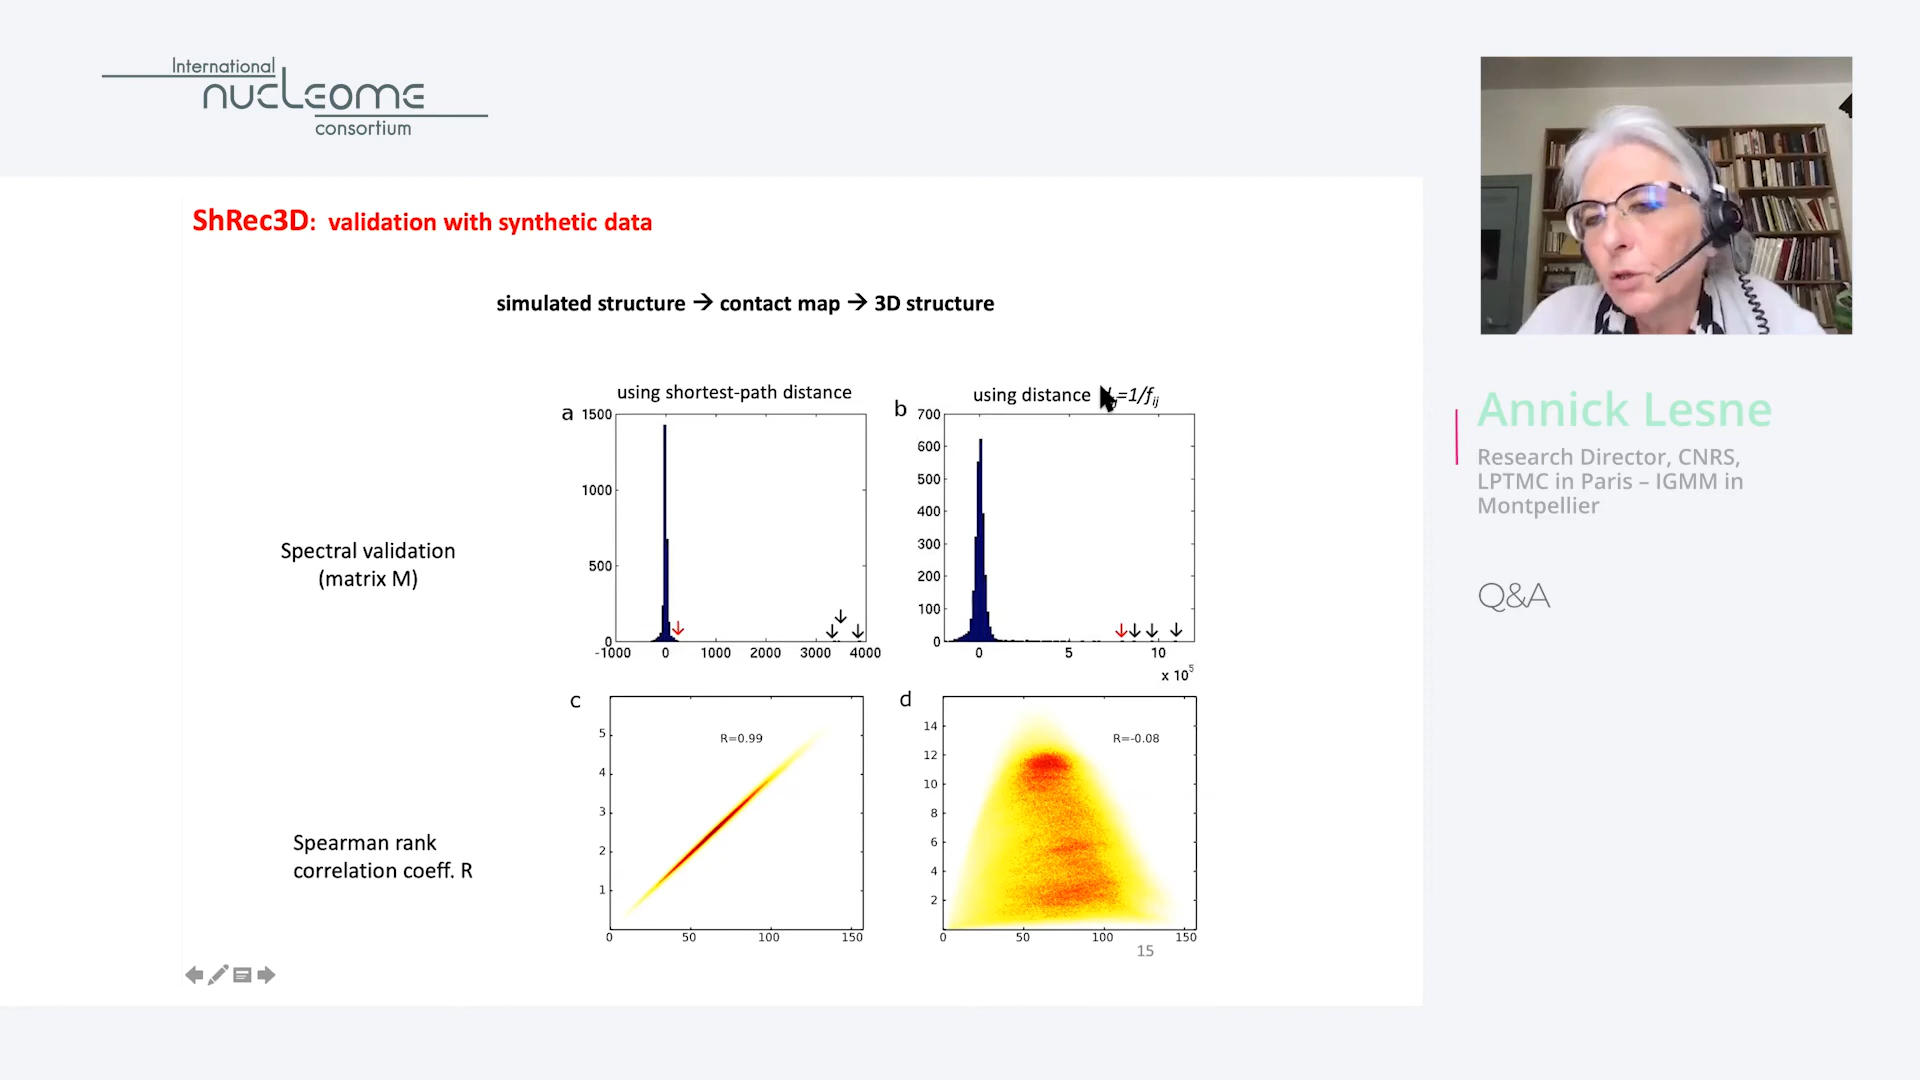 International
nucleome
consortium
ShRec3D: validation with synthetic data
simulated structure → contact map → 3D structure
using shortest-path distance
using distance =1/fij
a
1500
1000
500
0
-1000 0 1000 2000 3000 4000
b
700
600
500
400
300
200
100
0
0 5 10
x 10^5
Spectral validation
(matrix M)
c
R=0.99
5
4
3
2
1
0 50 100 150
d
R=-0.08
14
12
10
8
6
4
2
0 50 100 150
Spearman rank
correlation coeff. R
15
Annick Lesne
Research Director, CNRS,
LPTMC in Paris – IGMM in
Montpellier
Q&A